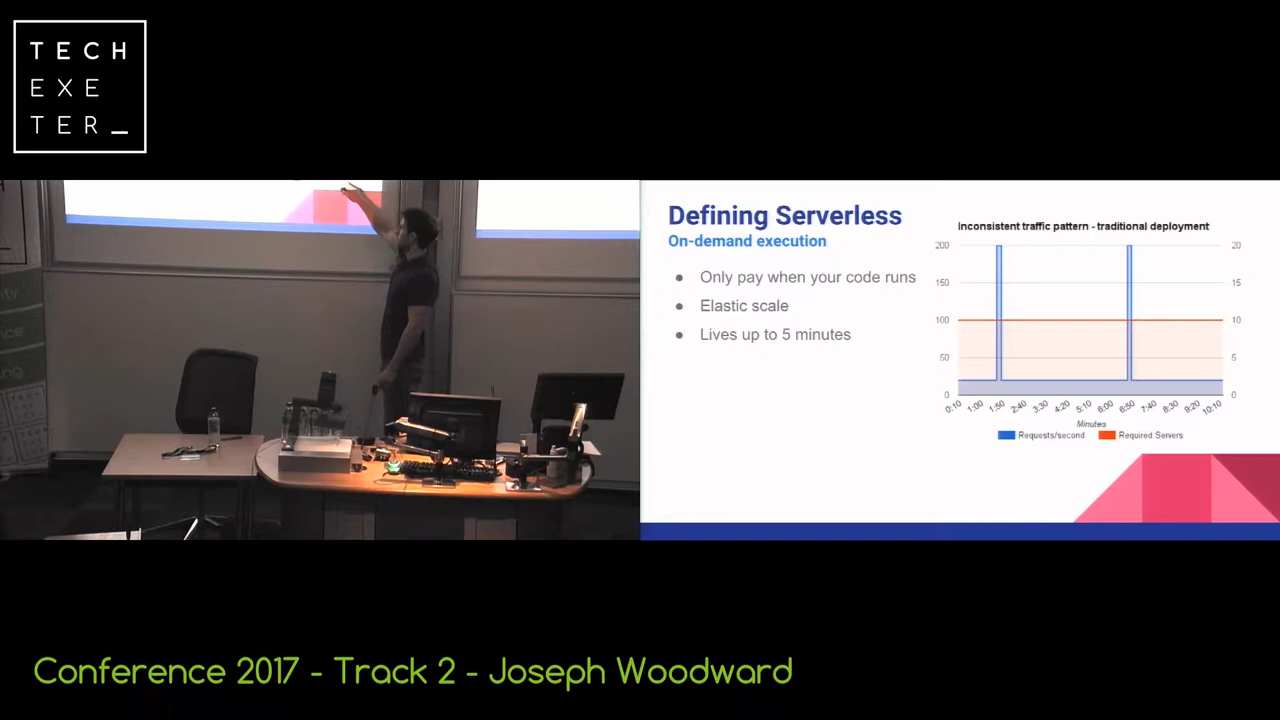 TECH
EXE
TER_
Defining Serverless
On-demand execution
● Only pay when your code runs
● Elastic scale
● Lives up to 5 minutes
Inconsistent traffic pattern - traditional deployment
200 20
150 15
100 10
50 5
0 0
0:10 1:00 1:50 2:40 3:30 4:20 5:10 6:00 6:50 7:40 8:30 9:20 10:10
Minutes
Requests/second Required Servers
Conference 2017 - Track 2 - Joseph Woodward